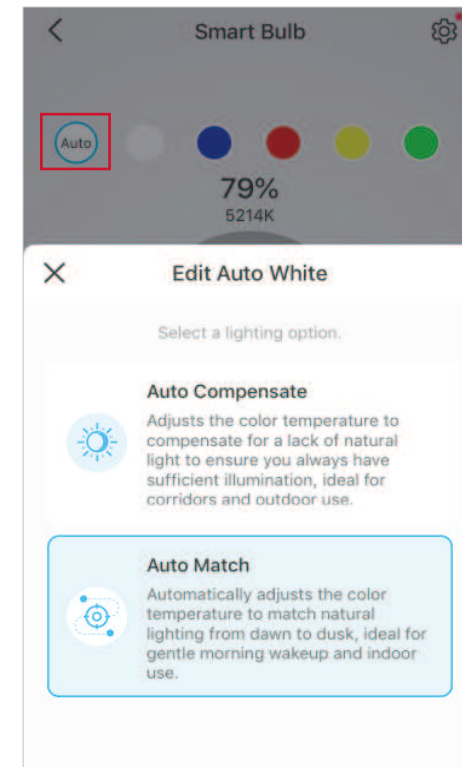 Smart Bulb
Auto
79%
5214K
Edit Auto White
Select a lighting option.
Auto Compensate
Adjusts the color temperature to
compensate for a lack of natural
light to ensure you always have
sufficient illumination, ideal for
corridors and outdoor use.
Auto Match
Automatically adjusts the color
temperature to match natural
lighting from dawn to dusk, ideal for
gentle morning wakeup and indoor
use.